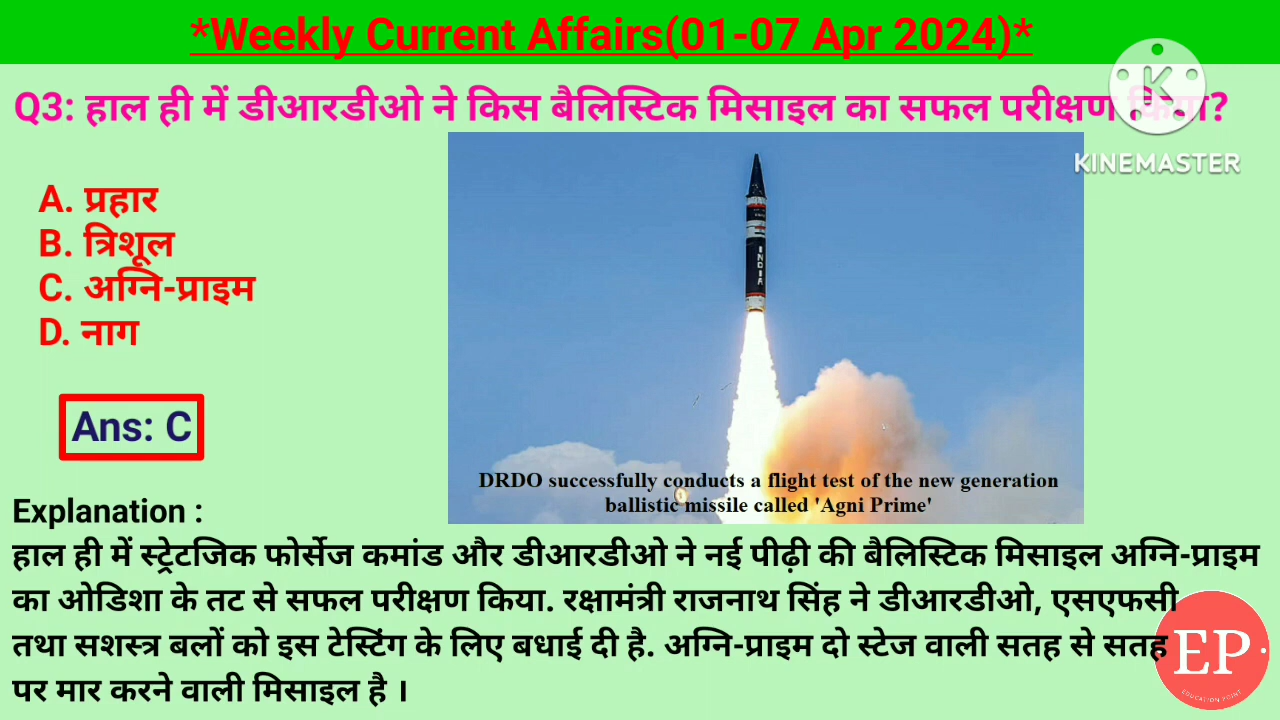 *Weekly Current Affairs(01-07 Apr 2024)*
Q3: हाल ही में डीआरडीओ ने किस बैलिस्टिक मिसाइल का सफल परीक्षण किया?
KINEMASTER
A. प्रहार
B. त्रिशूल
C. अग्नि-प्राइम
D. नाग
INDIA
Ans: C
DRDO successfully conducts a flight test of the new generation
ballistic missile called 'Agni Prime'
Explanation :
हाल ही में स्ट्रेटजिक फोर्सेज कमांड और डीआरडीओ ने नई पीढ़ी की बैलिस्टिक मिसाइल अग्नि-प्राइम
का ओडिशा के तट से सफल परीक्षण किया. रक्षामंत्री राजनाथ सिंह ने डीआरडीओ, एसएफसी
तथा सशस्त्र बलों को इस टेस्टिंग के लिए बधाई दी है. अग्नि-प्राइम दो स्टेज वाली सतह से सतह
पर मार करने वाली मिसाइल है ।
EP
EDUCATION POINT